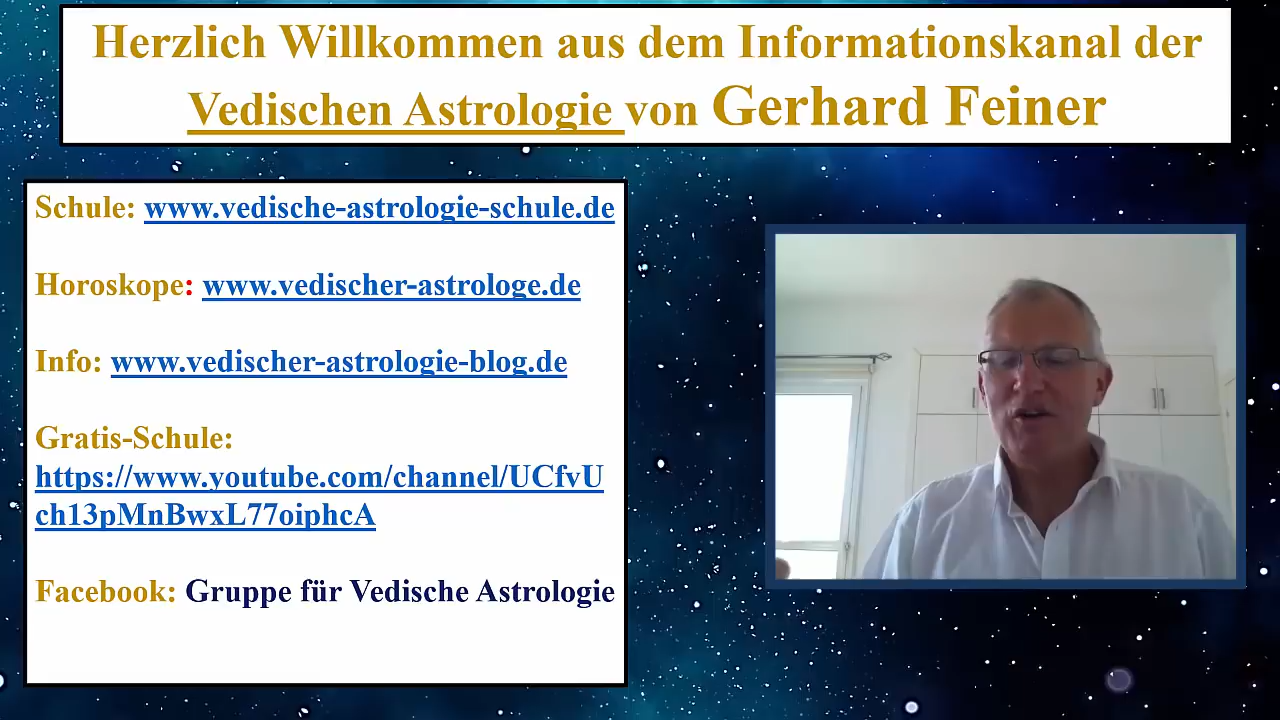 Herzlich Willkommen aus dem Informationskanal der
Vedischen Astrologie von Gerhard Feiner
Schule: www.vedische-astrologie-schule.de
Horoskope: www.vedischer-astrologe.de
Info: www.vedischer-astrologie-blog.de
Gratis-Schule:
https://www.youtube.com/channel/UCfvU
ch13pMnBwxL77oiphcA
Facebook: Gruppe für Vedische Astrologie